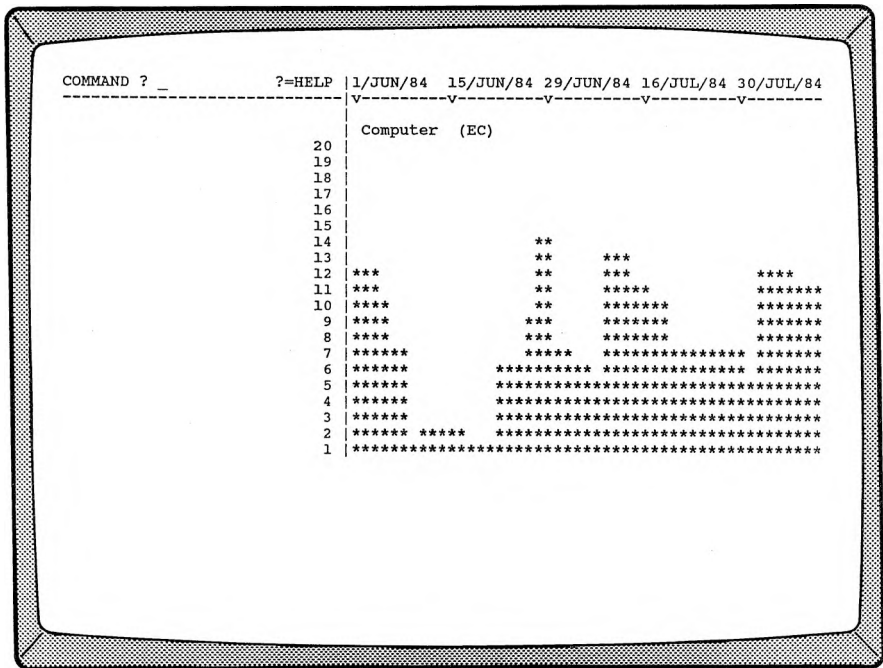 COMMAND ? _ ?=HELP |1/JUN/84 15/JUN/84 29/JUN/84 16/JUL/84 30/JUL/84
-----------------------------|v---------v---------v---------v---------v--------
| Computer (EC)
20 |
19 |
18 |
17 |
16 |
15 |
14 | **
13 | ** ***
12 |*** ** *** ****
11 |*** ** ***** *******
10 |**** ** ******* *******
9 |**** *** ******* *******
8 |**** *** ******* *******
7 |****** ***** *************** *******
6 |****** ********** *************** *******
5 |****** **********************************
4 |****** **********************************
3 |****** **********************************
2 |****** ***** **********************************
1 |*************************************************